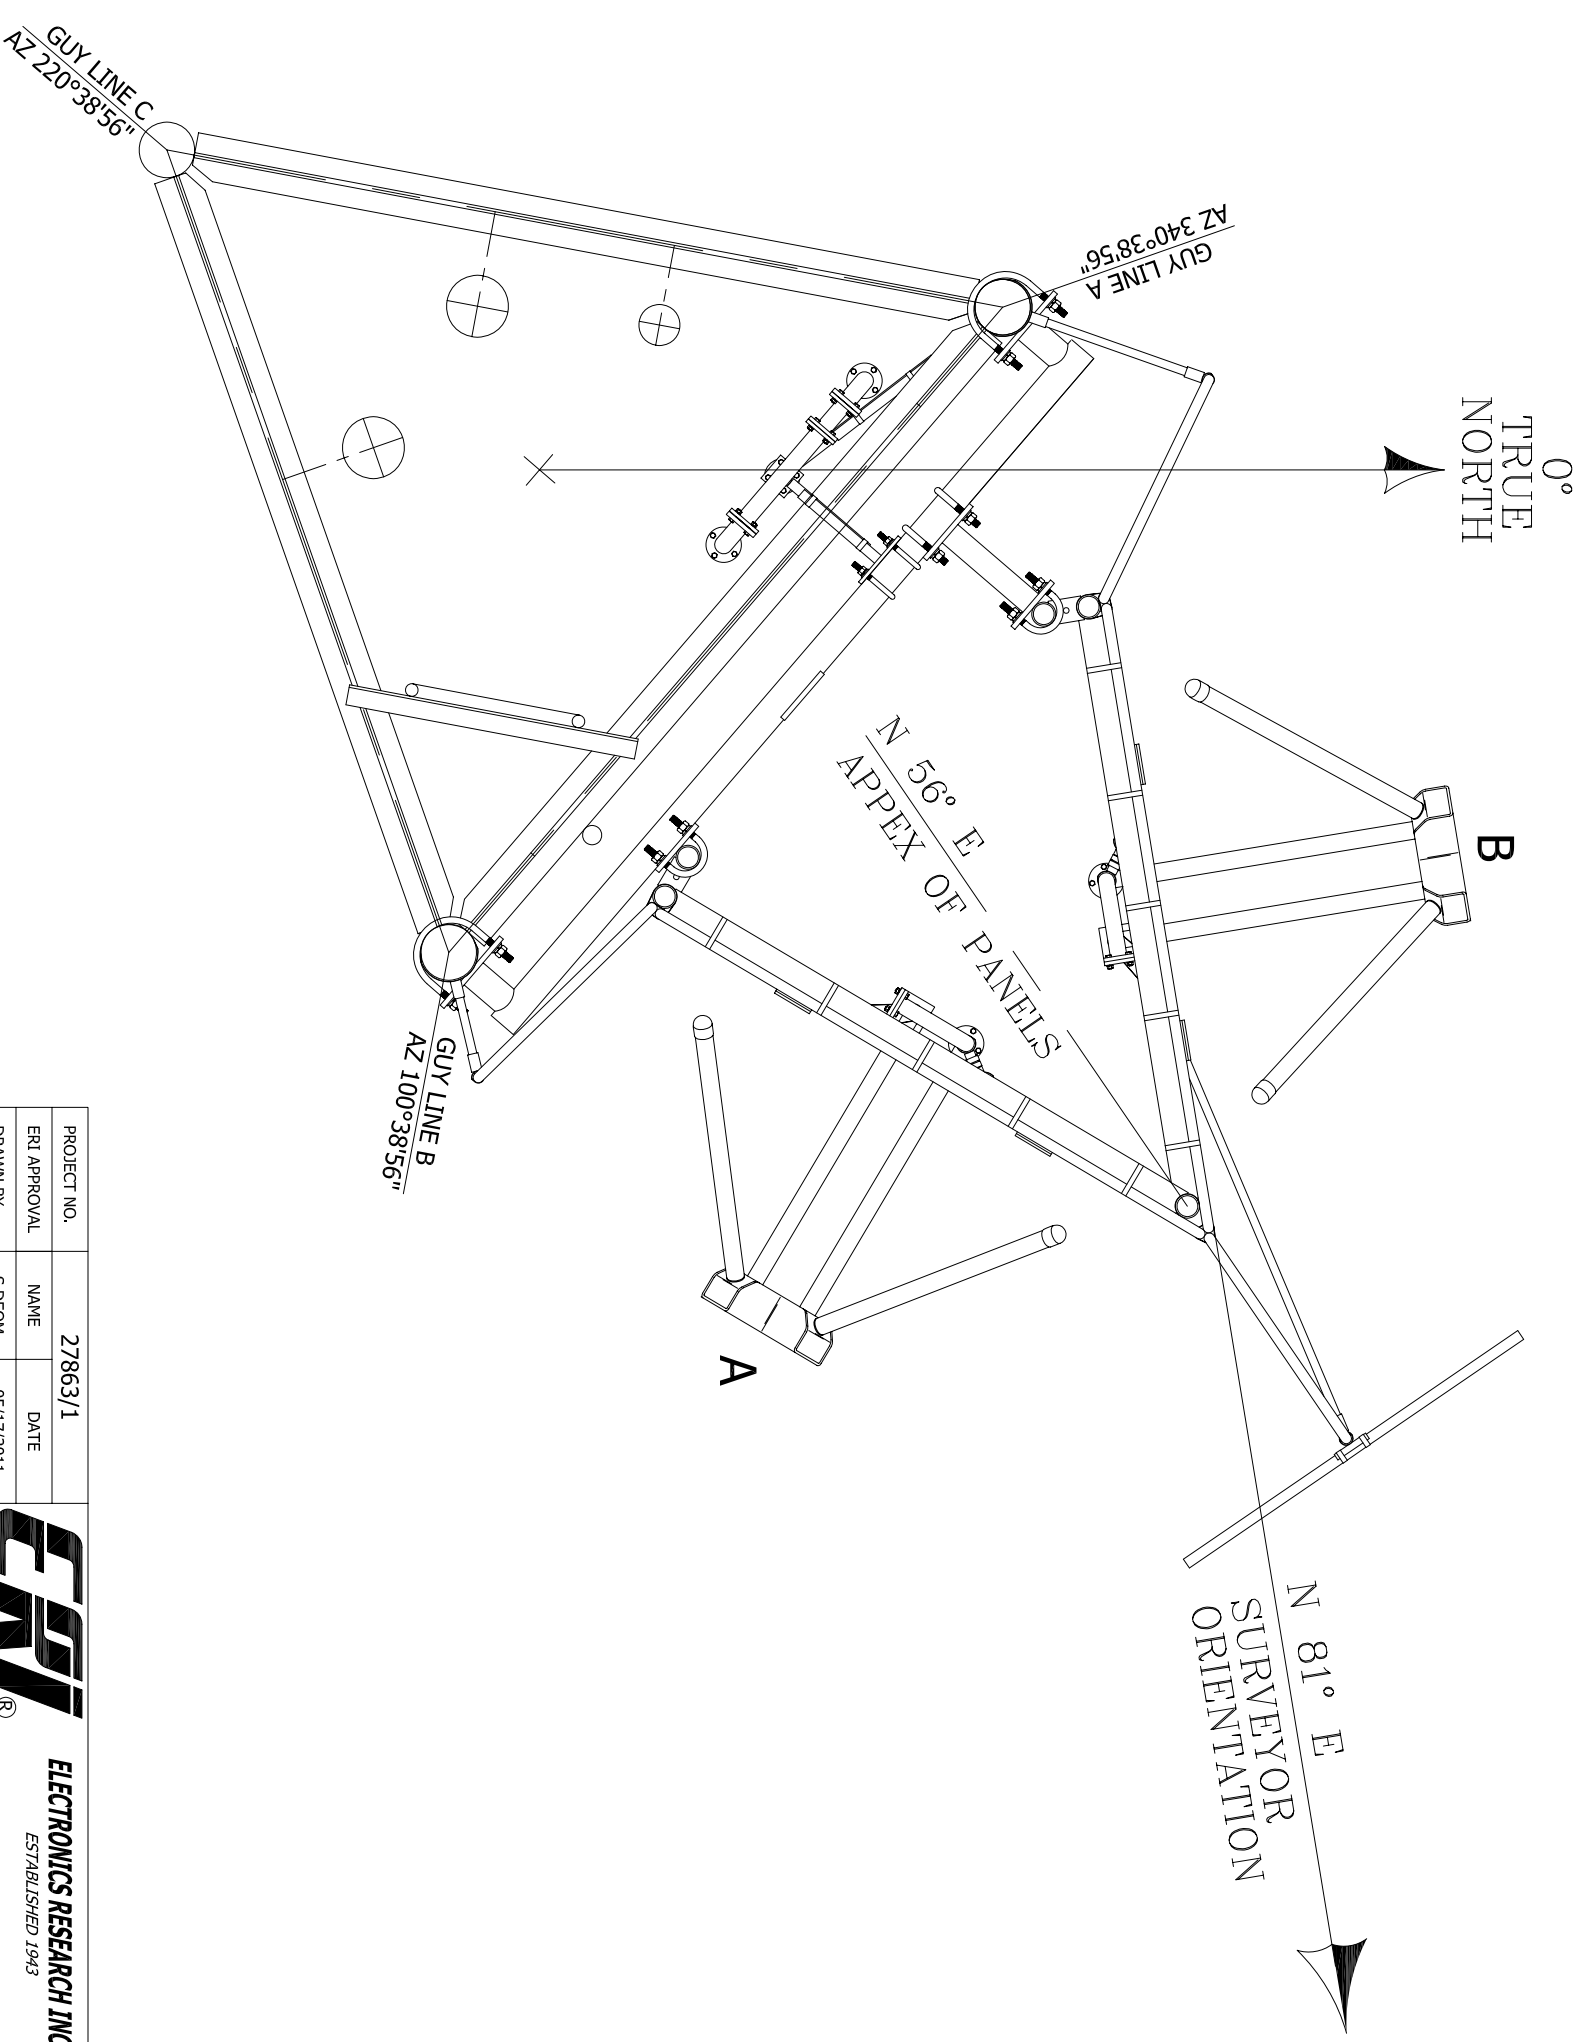 0°
TRUE
NORTH
GUY LINE C
AZ 220°38'56"
GUY LINE A
AZ 340°38'56"
B
N 56° E
APPEX OF PANELS
GUY LINE B
AZ 100°38'56"
A
N 81° E
SURVEYOR
ORIENTATION
PROJECT NO. 27863/1
ERI APPROVAL NAME DATE
ERI ®
ELECTRONICS RESEARCH INC
ESTABLISHED 1943